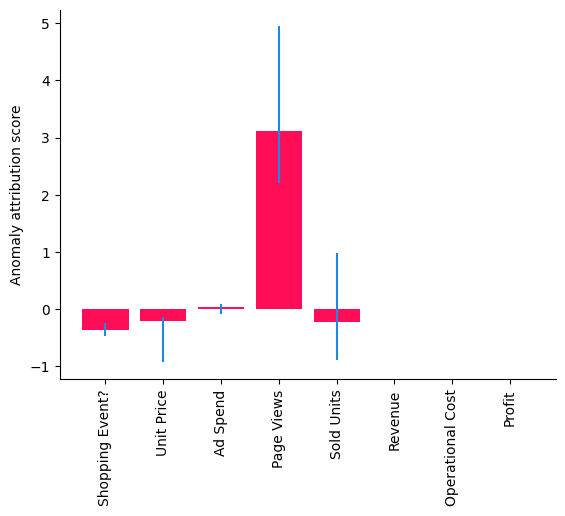 Anomaly attribution score
5
4
3
2
1
0
−1
Shopping Event?
Unit Price
Ad Spend
Page Views
Sold Units
Revenue
Operational Cost
Profit